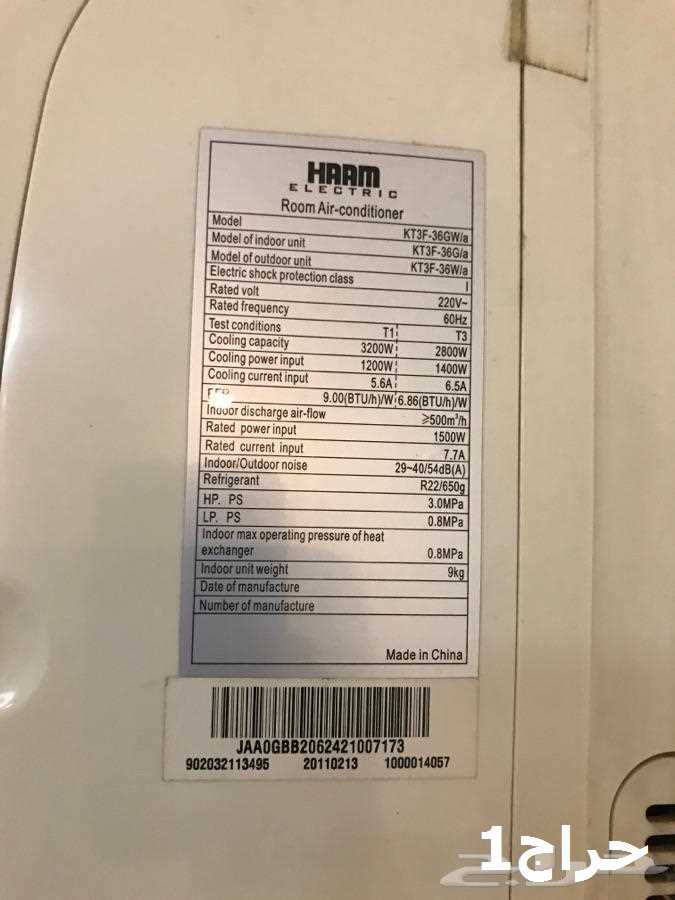 HAAM
ELECTRIC
Room Air-conditioner
Model KT3F-36GW/a
Model of indoor unit KT3F-36G/a
Model of outdoor unit KT3F-36W/a
Electric shock protection class I
Rated volt 220V~
Rated frequency 60Hz
Test conditions T1 T3
Cooling capacity 3200W 2800W
Cooling power input 1200W 1400W
Cooling current input 5.6A 6.5A
9.00(BTU/h)/W 6.86(BTU/h)/W
Indoor discharge air-flow ≥500m³/h
Rated power input 1500W
Rated current input 7.7A
Indoor/Outdoor noise 29~40/54dB(A)
Refrigerant R22/650g
HP. PS 3.0MPa
LP. PS 0.8MPa
Indoor max operating pressure of heat
exchanger 0.8MPa
Indoor unit weight 9kg
Date of manufacture
Number of manufacture
Made in China
JAA0GBB2062421007173
902032113495 20110213 1000014057
حراج1